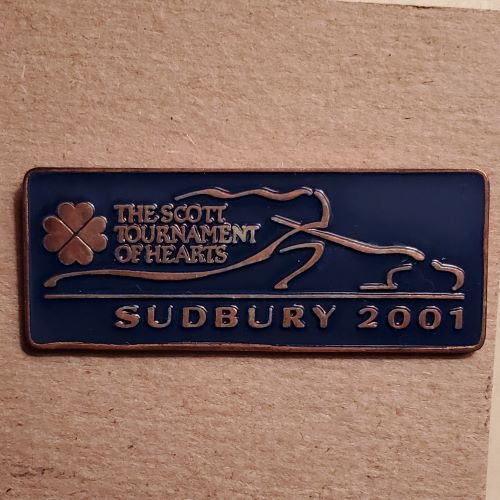 THE SCOTT
TOURNAMENT
OF HEARTS
SUDBURY 2001